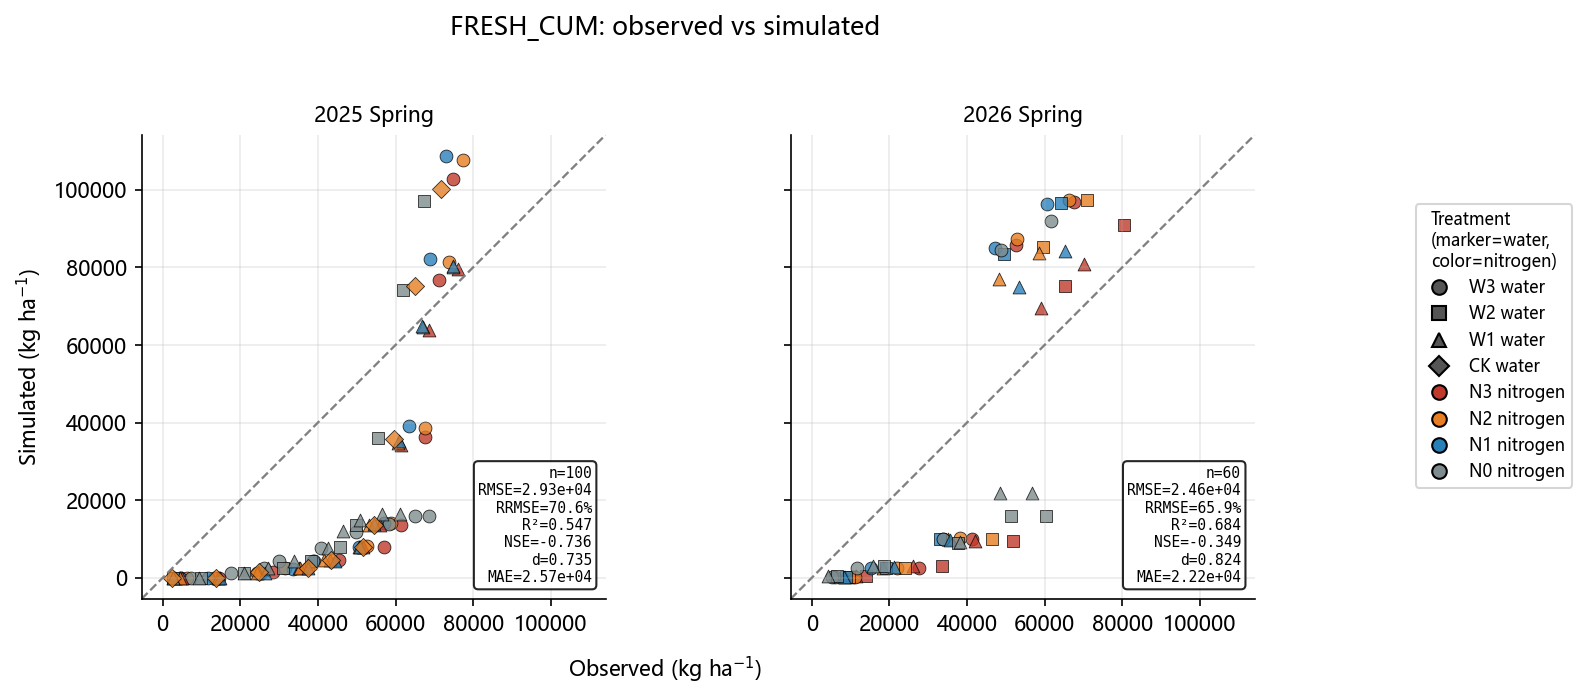 FRESH_CUM: observed vs simulated
2025 Spring
2026 Spring
Simulated (kg ha⁻¹)
100000
80000
60000
40000
20000
0
n=100
RMSE=2.93e+04
RRMSE=70.6%
R²=0.547
NSE=-0.736
d=0.735
MAE=2.57e+04
n=60
RMSE=2.46e+04
RRMSE=65.9%
R²=0.684
NSE=-0.349
d=0.824
MAE=2.22e+04
0 20000 40000 60000 80000 100000
0 20000 40000 60000 80000 100000
Observed (kg ha⁻¹)
Treatment
(marker=water,
color=nitrogen)
W3 water
W2 water
W1 water
CK water
N3 nitrogen
N2 nitrogen
N1 nitrogen
N0 nitrogen